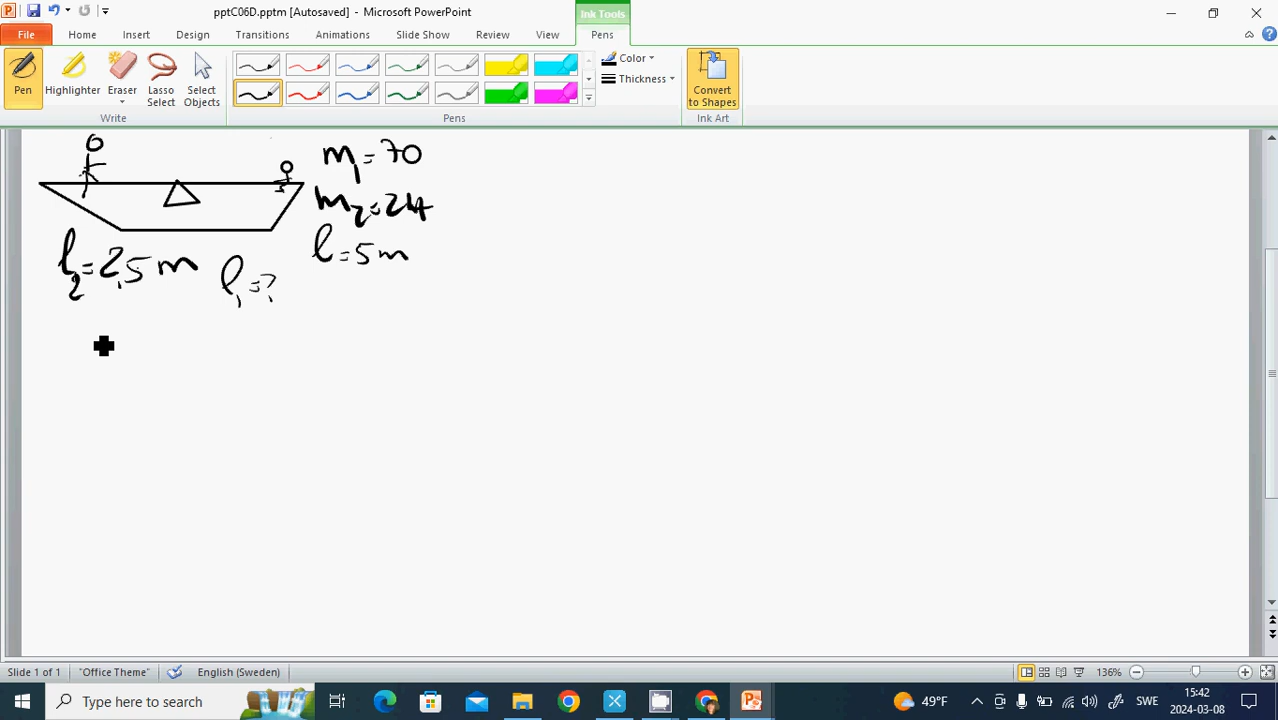 pptC06D.pptm [Autosaved] - Microsoft PowerPoint
Ink Tools
File Home Insert Design Transitions Animations Slide Show Review View Pens
Pen Highlighter Eraser Lasso Select Select Objects
Color
Thickness
Convert to Shapes
Write Pens Ink Art
m1 = 70
m2 = 24
l = 5 m
l2 = 2,5 m l1 = ?
Slide 1 of 1 "Office Theme" English (Sweden) 136%
Type here to search 49°F SWE 15:42
2024-03-08